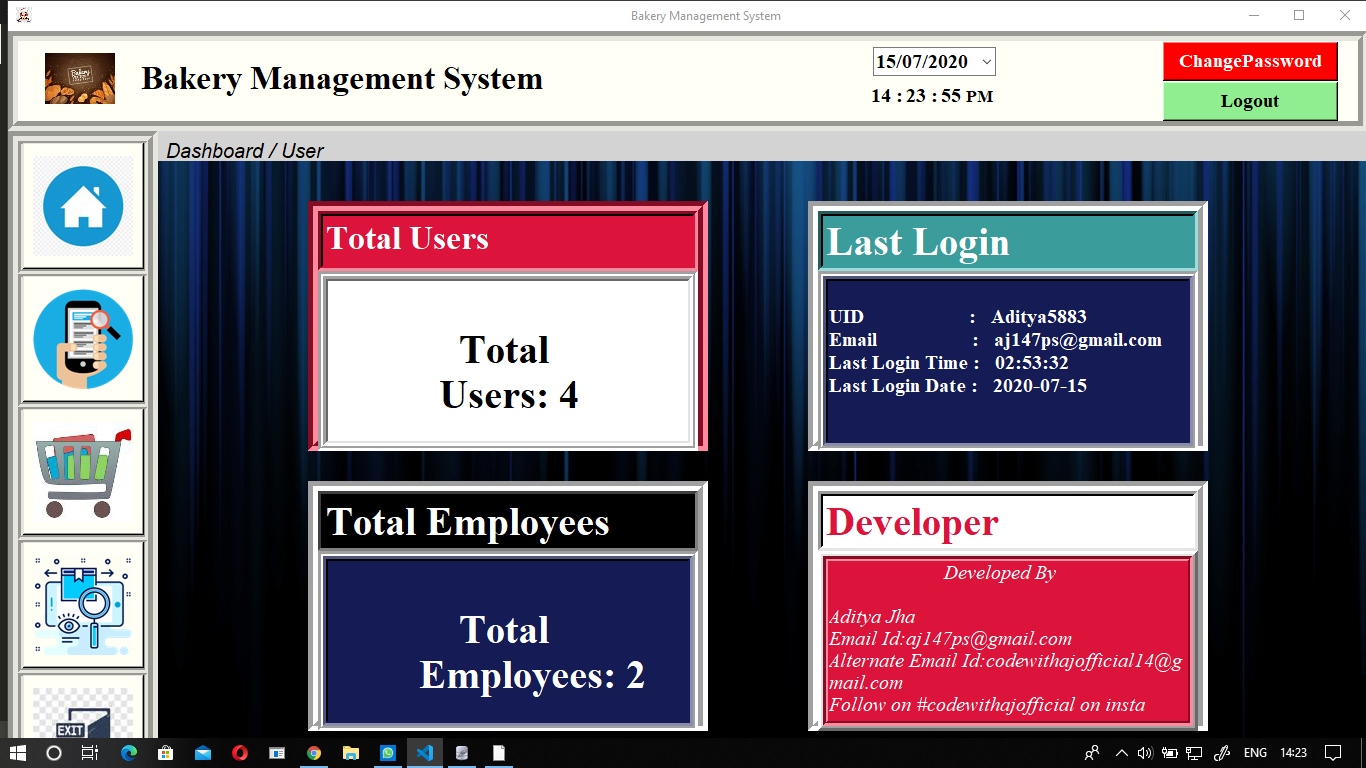 Bakery Management System
Bakery
Bakery Management System
15/07/2020
14 : 23 : 55 PM
ChangePassword
Logout
Dashboard / User
Total Users
Total
Users: 4
Last Login
UID : Aditya5883
Email : aj147ps@gmail.com
Last Login Time : 02:53:32
Last Login Date : 2020-07-15
Total Employees
Total
Employees: 2
Developer
Developed By
Aditya Jha
Email Id:aj147ps@gmail.com
Alternate Email Id:codewithajofficial14@g
mail.com
Follow on #codewithajofficial on insta
EXIT
ENG
14:23